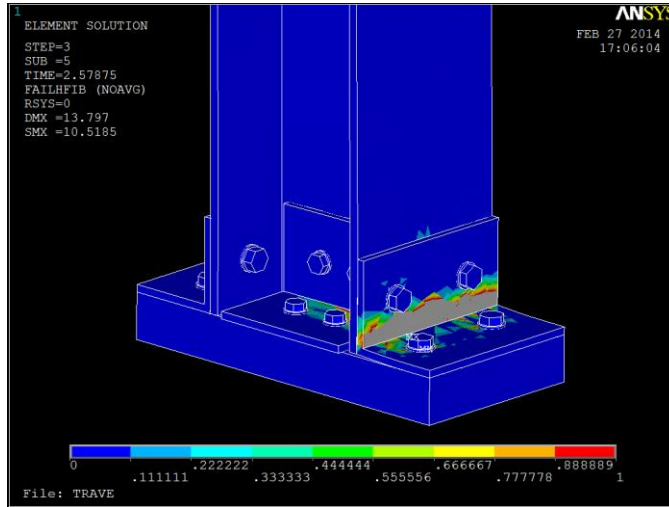 1
ELEMENT SOLUTION
STEP=3
SUB =5
TIME=2.57875
FAILHFIB (NOAVG)
RSYS=0
DMX =13.797
SMX =10.5185
ANSYS
FEB 27 2014
17:06:04
0 .222222 .444444 .666667 .888889
.111111 .333333 .555556 .777778 1
File: TRAVE